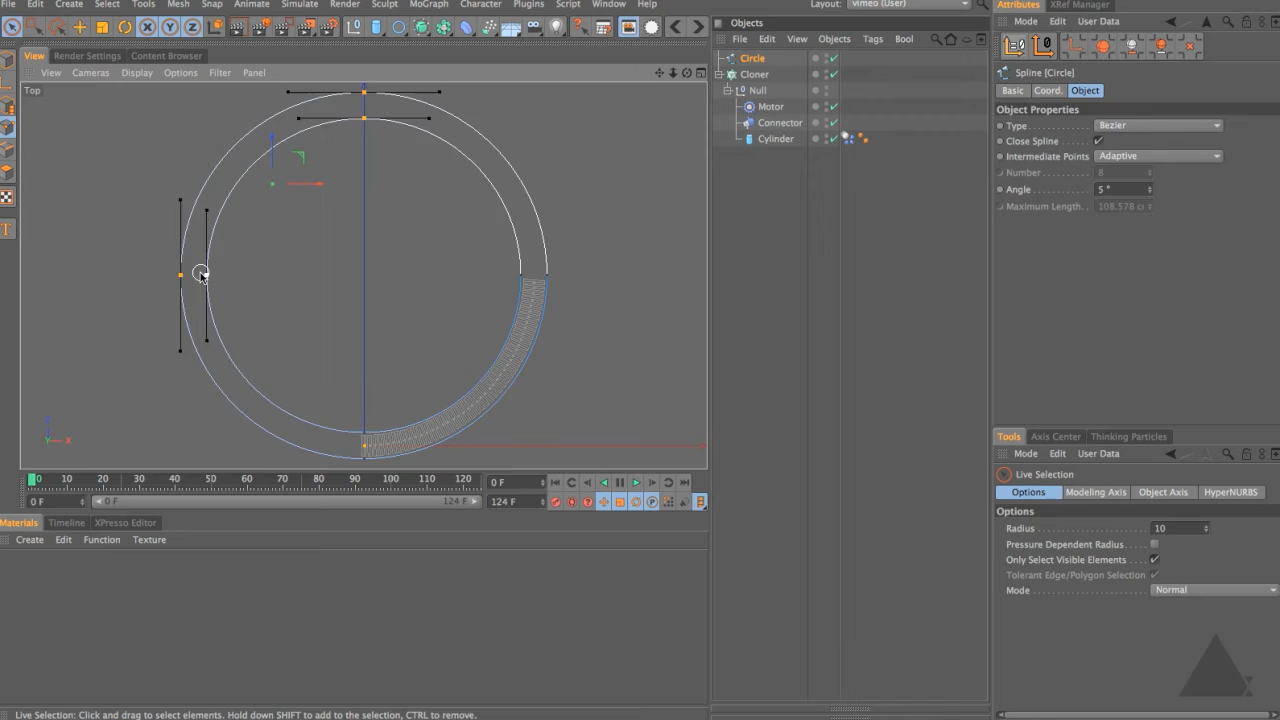 File Edit Create Select Tools Mesh Snap Animate Simulate Render Sculpt MoGraph Character Plugins Script Window Help Layout: vimeo (User)
Attributes XRef Manager
Objects
Mode Edit User Data
File Edit View Objects Tags Book
View Render Settings Content Browser
View Cameras Display Options Filter Panel
Top
Circle
Cloner
Null
Motor
Connector
Cylinder
Spline [Circle]
Basic Coord. Object
Object Properties
Type Bezier
Close Spline
Intermediate Points Adaptive
Number 8
Angle 5 °
Maximum Length. 108.578 cm
Y X
0 10 20 30 40 50 60 70 80 90 100 110 120 0 F
0 F 0 F 124 F 124 F
Materials Timeline XPresso Editor
Create Edit Function Texture
Tools Axis Center Thinking Particles
Mode Edit User Data
Live Selection
Options Modeling Axis Object Axis HyperNURBS
Options
Radius 10
Pressure Dependent Radius
Only Select Visible Elements
Tolerant Edge/Polygon Selection
Mode Normal
Live Selection: Click and drag to select elements. Hold down SHIFT to add to the selection, CTRL to remove.